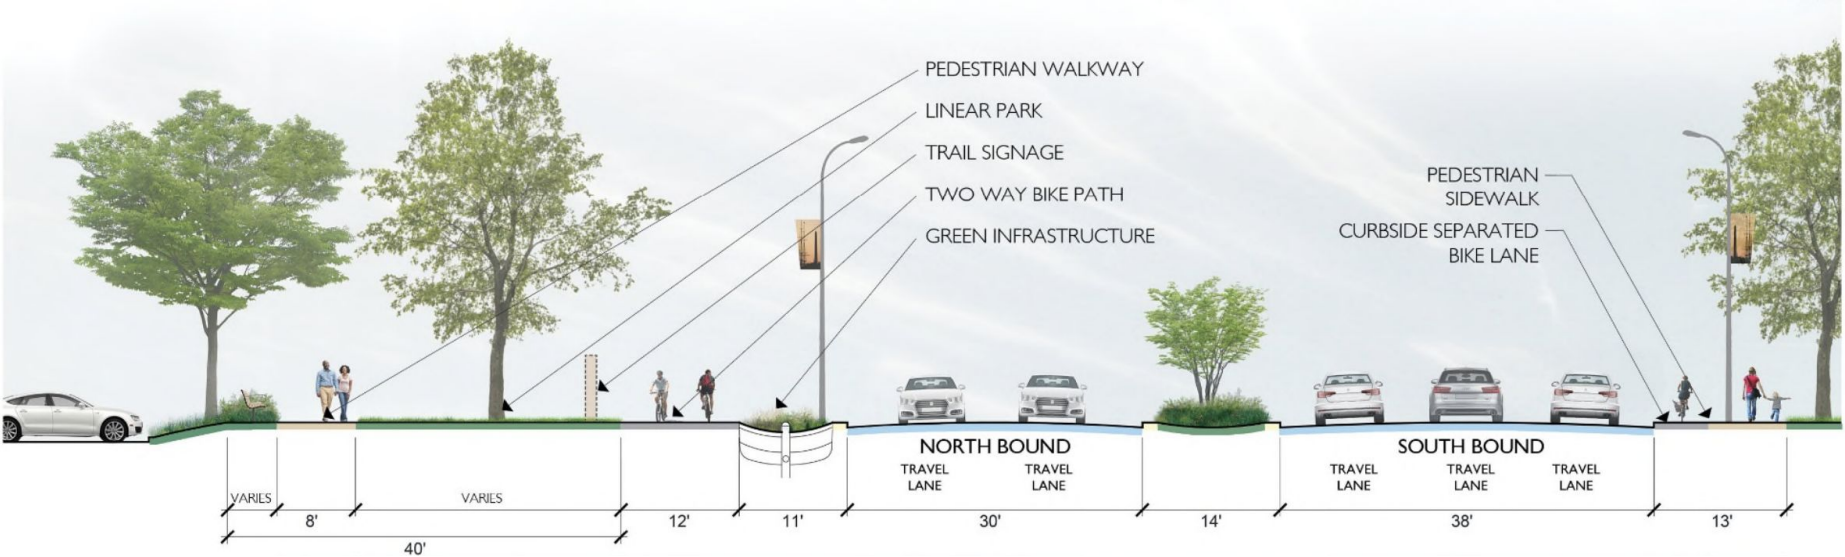 PEDESTRIAN WALKWAY
LINEAR PARK
TRAIL SIGNAGE
TWO WAY BIKE PATH
GREEN INFRASTRUCTURE
PEDESTRIAN
SIDEWALK
CURBSIDE SEPARATED
BIKE LANE
NORTH BOUND
TRAVEL
LANE
TRAVEL
LANE
SOUTH BOUND
TRAVEL
LANE
TRAVEL
LANE
TRAVEL
LANE
VARIES
VARIES
8'
12'
11'
30'
14'
38'
13'
40'